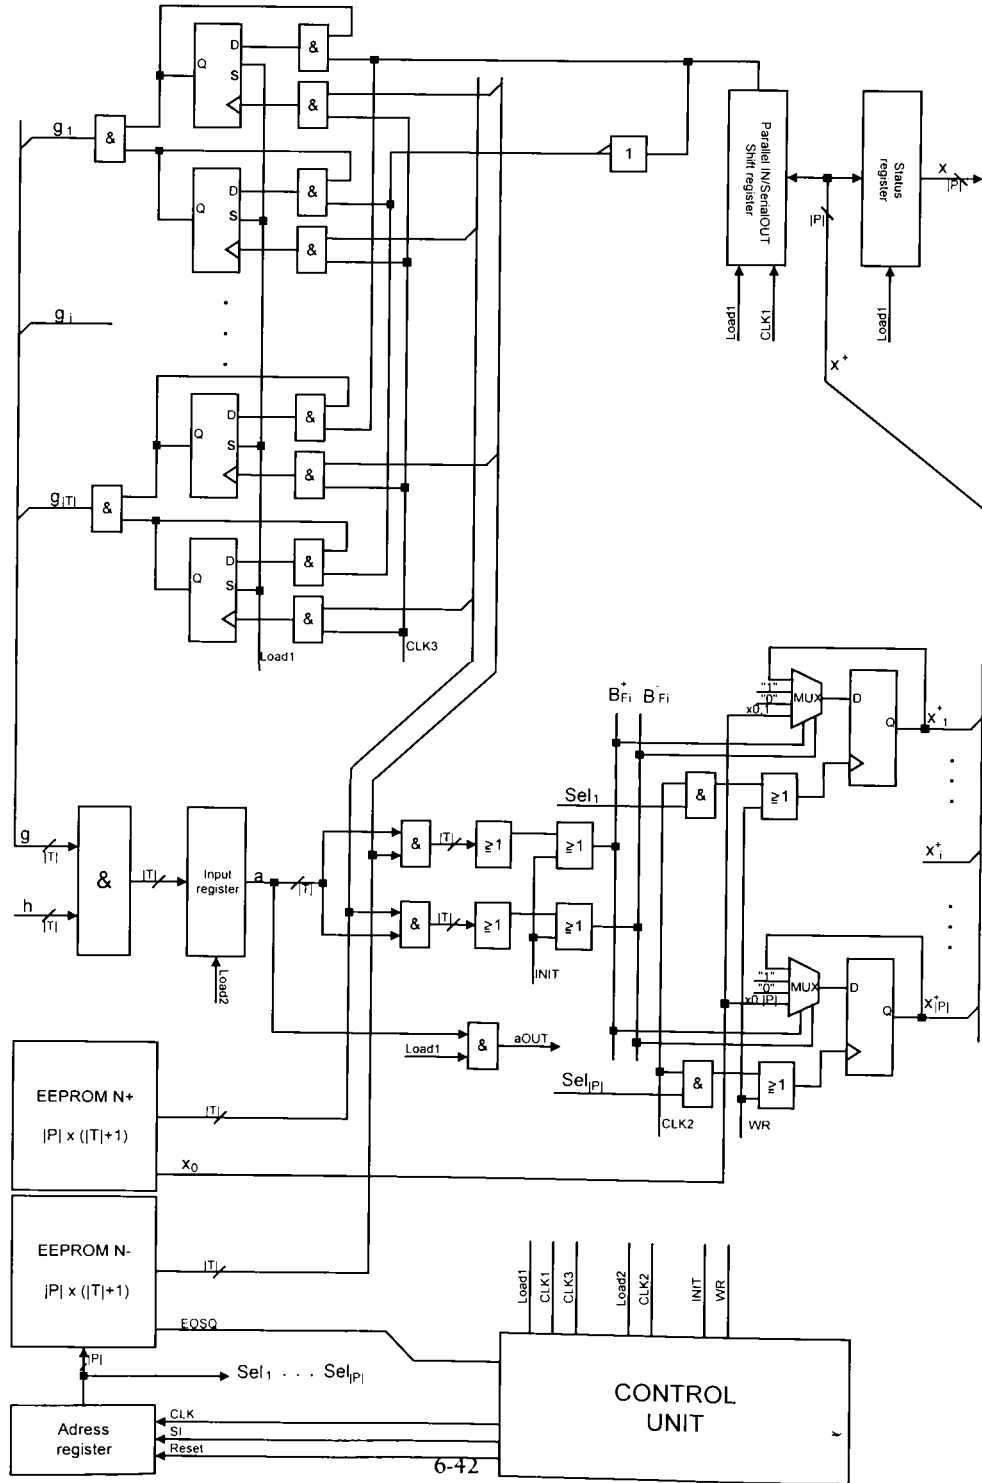 D
&
Q
S
&
g1
&
&
D
Q
S
&
1
Parallel IN/SerialOUT
Shift register
Status
register
x
|P|
|P|
Load1
CLK1
Load1
x+
gi
D
&
Q
S
&
g|T|
&
&
D
Q
S
&
Load1
CLK3
B+Fi
B-Fi
"1"
"0"
x0,1
MUX
D
Q
x+1
Sel1
&
≥1
g
|T|
h
|T|
&
|T|
Input
register
Load2
a
|T|
&
|T|
≥1
≥1
&
|T|
≥1
≥1
INIT
x+i
"1"
"0"
x0,|P|
MUX
D
Q
x+|P|
Load1
&
aOUT
Sel|P|
&
≥1
CLK2
WR
EEPROM N+
|P| x (|T|+1)
|T|
x0
EEPROM N-
|P| x (|T|+1)
|T|
EOSQ
|P|
Sel1 . . . Sel|P|
Load1
CLK1
CLK3
Load2
CLK2
INIT
WR
CONTROL
UNIT
Adress
register
CLK
SI
Reset
6-42